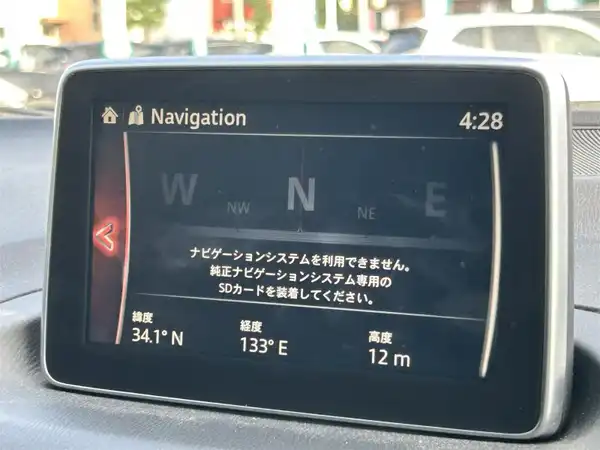 Navigation 4:28
W NW N NE E
ナビゲーションシステムを利用できません。
純正ナビゲーションシステム専用の
SDカードを装着してください。
緯度 経度 高度
34.1° N 133° E 12 m